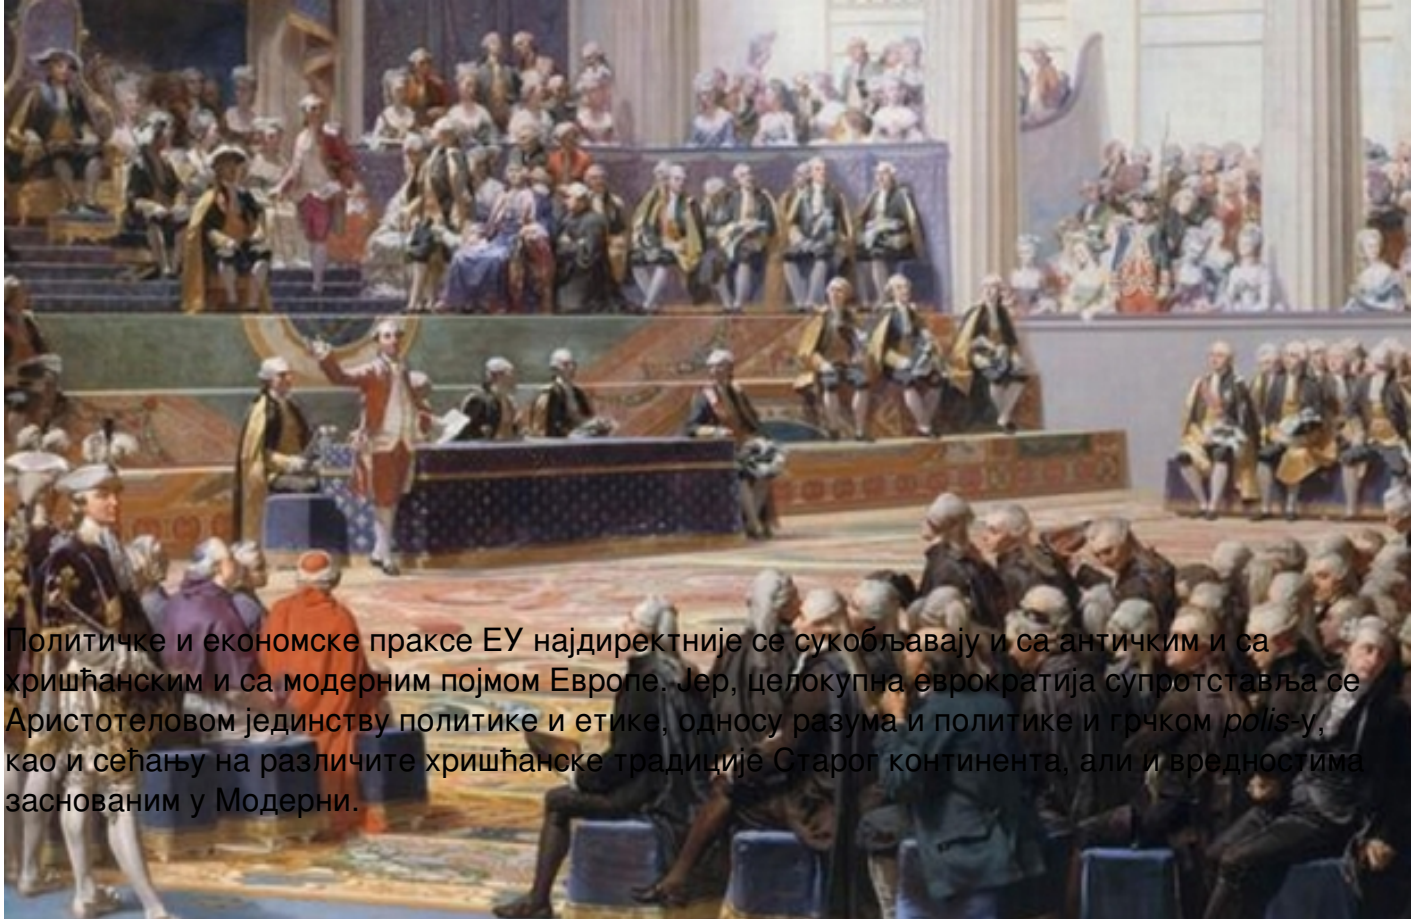 Политичке и економске праксе ЕУ најдиректније се сукобљавају и са античким и са
хришћанским и са модерним појмом Европе. Јер, целокупна еврократија супротставља се
Аристотеловом јединству политике и етике, односу разума и политике и грчком polis-у,
као и сећању на различите хришћанске традиције Старог континента, али и вредностима
заснованим у Модерни.